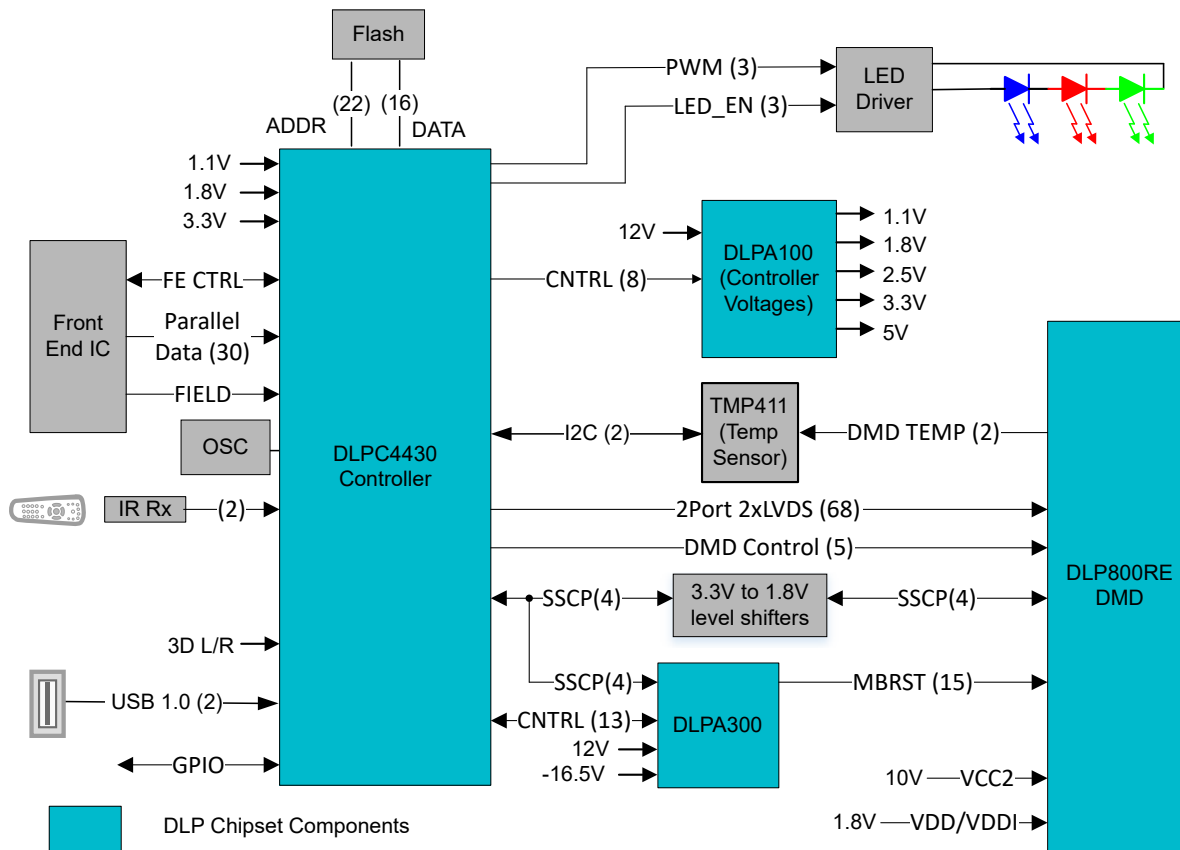 Flash
(22)
(16)
ADDR
DATA
PWM (3)
LED_EN (3)
LED
Driver
1.1V
1.8V
3.3V
12V
DLPA100
(Controller
Voltages)
1.1V
1.8V
2.5V
3.3V
5V
CNTRL (8)
Front
End IC
FE CTRL
Parallel
Data (30)
FIELD
OSC
DLPC4430
Controller
I2C (2)
TMP411
(Temp
Sensor)
DMD TEMP (2)
IR Rx
(2)
2Port 2xLVDS (68)
DMD Control (5)
DLP800RE
DMD
SSCP(4)
3.3V to 1.8V
level shifters
SSCP(4)
3D L/R
SSCP(4)
MBRST (15)
USB 1.0 (2)
CNTRL (13)
DLPA300
12V
-16.5V
GPIO
10V
VCC2
1.8V
VDD/VDDI
DLP Chipset Components